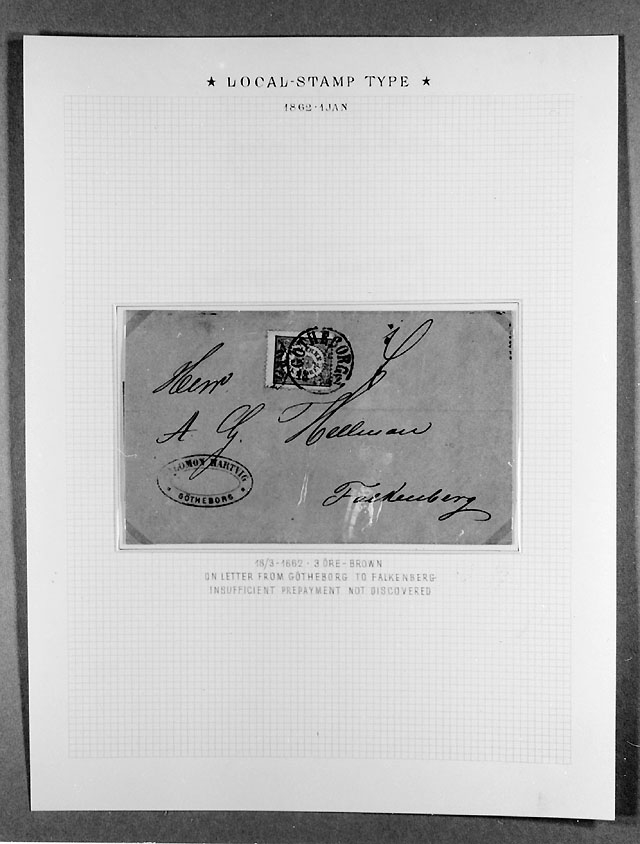 ★ LOCAL-STAMP TYPE ★
1862-1JAN
GÖTHEBORG
Herr
A G. Hellman
SALOMON HARTVIG
GÖTHEBORG
Falkenberg
18/3-1862 - 3 ÖRE - BROWN
ON LETTER FROM GÖTHEBORG TO FALKENBERG
INSUFFICIENT PREPAYMENT NOT DISCOVERED